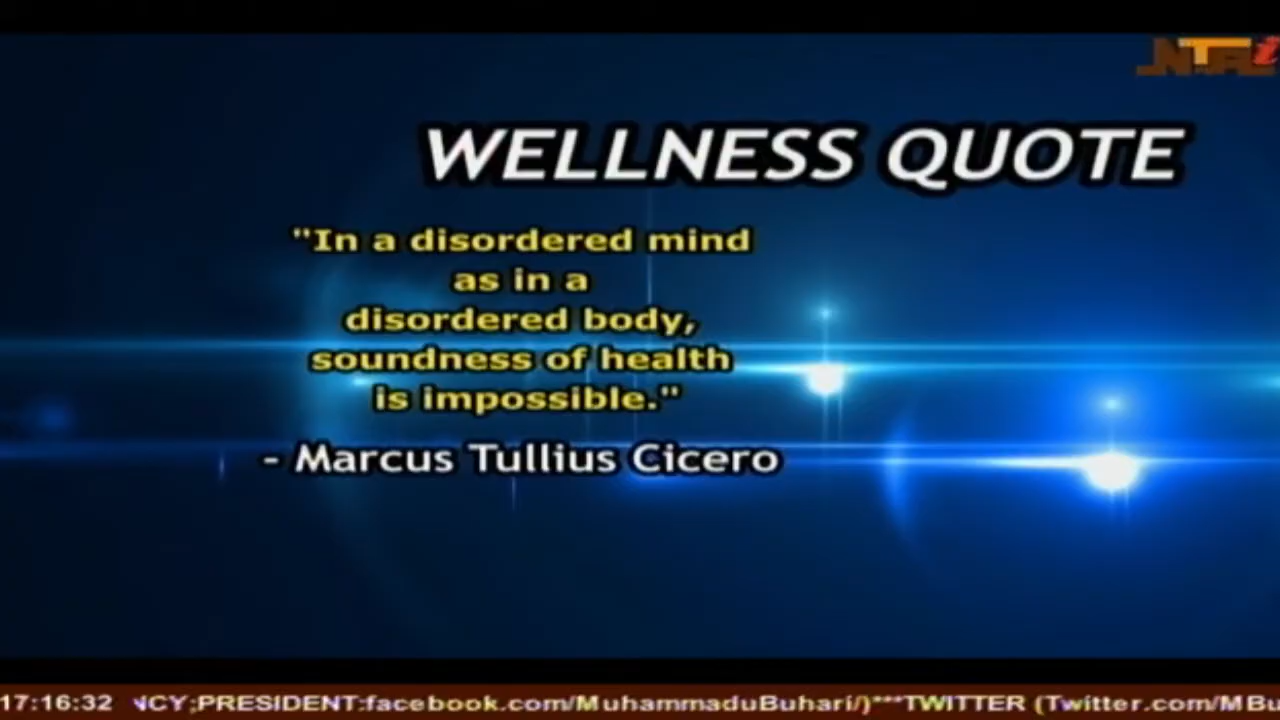 NTAi
WELLNESS QUOTE
"In a disordered mind
as in a
disordered body,
soundness of health
is impossible."
- Marcus Tullius Cicero
17:16:32 NCY;PRESIDENT:facebook.com/MuhammaduBuhari/)***TWITTER (Twitter.com/MBu